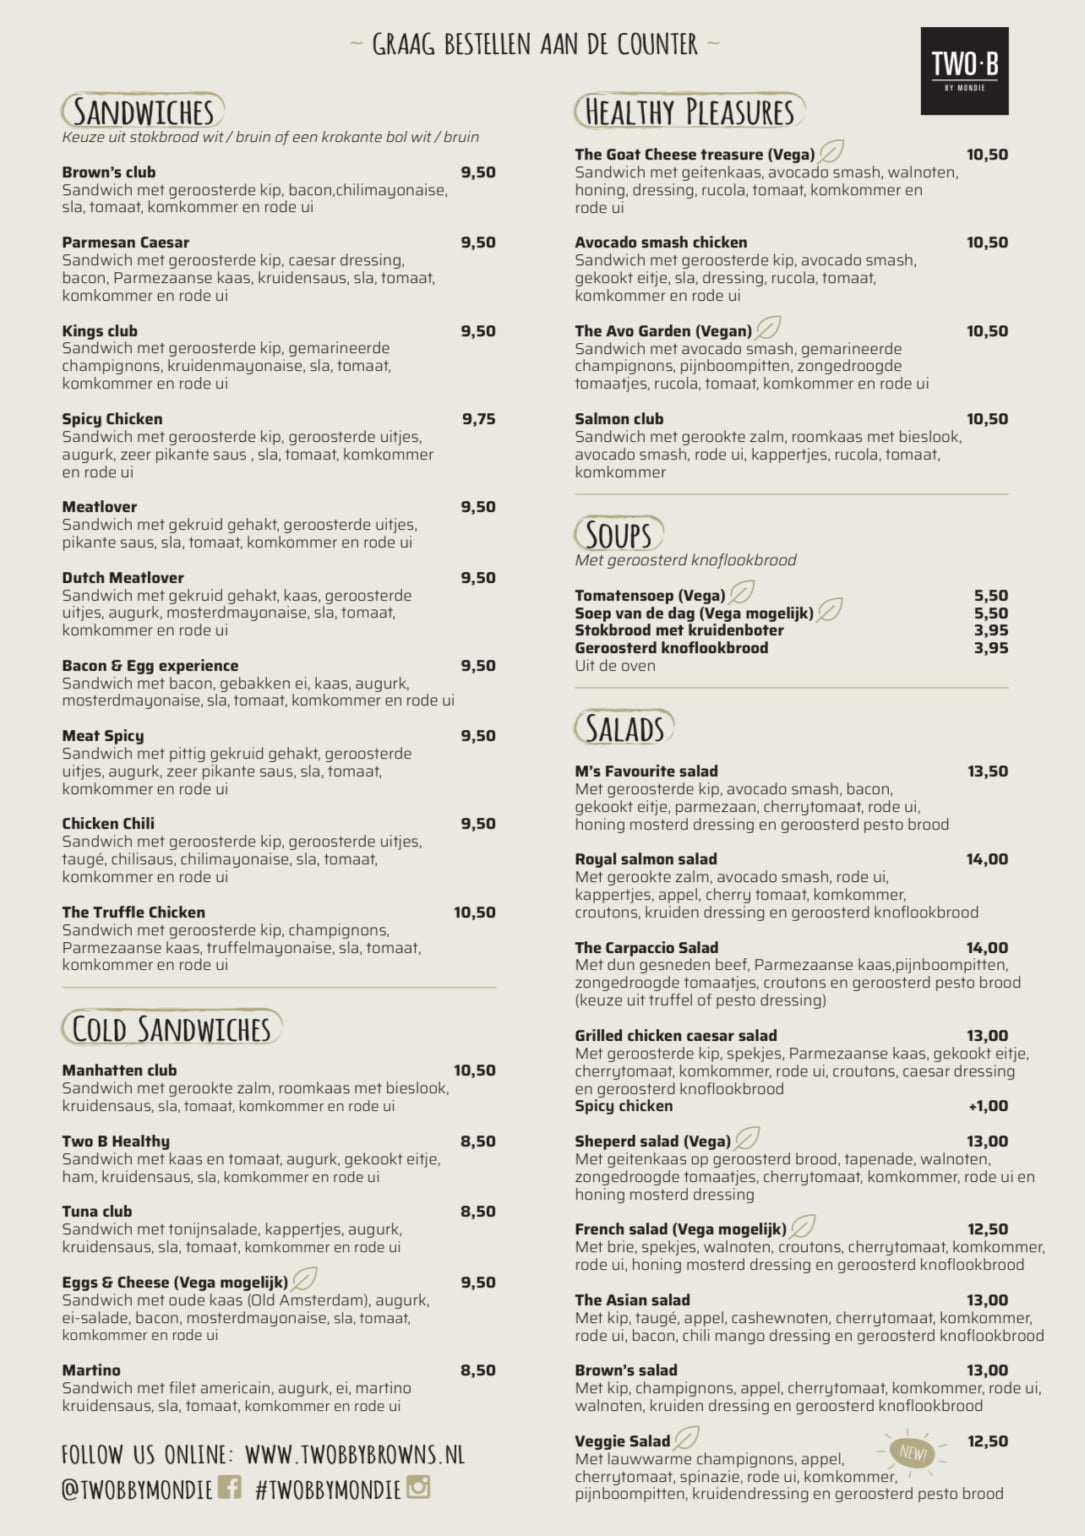 ~ GRAAG BESTELLEN AAN DE COUNTER ~
TWO·B
BY MONDIE
SANDWICHES
Keuze uit stokbrood wit / bruin of een krokante bol wit / bruin
Brown's club 9,50
Sandwich met geroosterde kip, bacon,chilimayonaise,
sla, tomaat, komkommer en rode ui
Parmesan Caesar 9,50
Sandwich met geroosterde kip, caesar dressing,
bacon, Parmezaanse kaas, kruidensaus, sla, tomaat,
komkommer en rode ui
Kings club 9,50
Sandwich met geroosterde kip, gemarineerde
champignons, kruidenmayonaise, sla, tomaat,
komkommer en rode ui
Spicy Chicken 9,75
Sandwich met geroosterde kip, geroosterde uitjes,
augurk, zeer pikante saus , sla, tomaat, komkommer
en rode ui
Meatlover 9,50
Sandwich met gekruid gehakt, geroosterde uitjes,
pikante saus, sla, tomaat, komkommer en rode ui
Dutch Meatlover 9,50
Sandwich met gekruid gehakt, kaas, geroosterde
uitjes, augurk, mosterdmayonaise, sla, tomaat,
komkommer en rode ui
Bacon & Egg experience 9,50
Sandwich met bacon, gebakken ei, kaas, augurk,
mosterdmayonaise, sla, tomaat, komkommer en rode ui
Meat Spicy 9,50
Sandwich met pittig gekruid gehakt, geroosterde
uitjes, augurk, zeer pikante saus, sla, tomaat,
komkommer en rode ui
Chicken Chili 9,50
Sandwich met geroosterde kip, geroosterde uitjes,
taugé, chilisaus, chilimayonaise, sla, tomaat,
komkommer en rode ui
The Truffle Chicken 10,50
Sandwich met geroosterde kip, champignons,
Parmezaanse kaas, truffelmayonaise, sla, tomaat,
komkommer en rode ui
COLD SANDWICHES
Manhatten club 10,50
Sandwich met gerookte zalm, roomkaas met bieslook,
kruidensaus, sla, tomaat, komkommer en rode ui
Two B Healthy 8,50
Sandwich met kaas en tomaat, augurk, gekookt eitje,
ham, kruidensaus, sla, komkommer en rode ui
Tuna club 8,50
Sandwich met tonijnsalade, kappertjes, augurk,
kruidensaus, sla, tomaat, komkommer en rode ui
Eggs & Cheese (Vega mogelijk) 9,50
Sandwich met oude kaas (Old Amsterdam), augurk,
ei-salade, bacon, mosterdmayonaise, sla, tomaat,
komkommer en rode ui
Martino 8,50
Sandwich met filet americain, augurk, ei, martino
kruidensaus, sla, tomaat, komkommer en rode ui
FOLLOW US ONLINE: WWW.TWOBBYBROWNS.NL
@TWOBBYMONDIE #TWOBBYMONDIE
HEALTHY PLEASURES
The Goat Cheese treasure (Vega) 10,50
Sandwich met geitenkaas, avocado smash, walnoten,
honing, dressing, rucola, tomaat, komkommer en
rode ui
Avocado smash chicken 10,50
Sandwich met geroosterde kip, avocado smash,
gekookt eitje, sla, dressing, rucola, tomaat,
komkommer en rode ui
The Avo Garden (Vegan) 10,50
Sandwich met avocado smash, gemarineerde
champignons, pijnboompitten, zongedroogde
tomaatjes, rucola, tomaat, komkommer en rode ui
Salmon club 10,50
Sandwich met gerookte zalm, roomkaas met bieslook,
avocado smash, rode ui, kappertjes, rucola, tomaat,
komkommer
SOUPS
Met geroosterd knoflookbrood
Tomatensoep (Vega) 5,50
Soep van de dag (Vega mogelijk) 5,50
Stokbrood met kruidenboter 3,95
Geroosterd knoflookbrood 3,95
Uit de oven
SALADS
M's Favourite salad 13,50
Met geroosterde kip, avocado smash, bacon,
gekookt eitje, parmezaan, cherrytomaat, rode ui,
honing mosterd dressing en geroosterd pesto brood
Royal salmon salad 14,00
Met gerookte zalm, avocado smash, rode ui,
kappertjes, appel, cherry tomaat, komkommer,
croutons, kruiden dressing en geroosterd knoflookbrood
The Carpaccio Salad 14,00
Met dun gesneden beef, Parmezaanse kaas,pijnboompitten,
zongedroogde tomaatjes, croutons en geroosterd pesto brood
(keuze uit truffel of pesto dressing)
Grilled chicken caesar salad 13,00
Met geroosterde kip, spekjes, Parmezaanse kaas, gekookt eitje,
cherrytomaat, komkommer, rode ui, croutons, caesar dressing
en geroosterd knoflookbrood
Spicy chicken +1,00
Sheperd salad (Vega) 13,00
Met geitenkaas op geroosterd brood, tapenade, walnoten,
zongedroogde tomaatjes, cherrytomaat, komkommer, rode ui en
honing mosterd dressing
French salad (Vega mogelijk) 12,50
Met brie, spekjes, walnoten, croutons, cherrytomaat, komkommer,
rode ui, honing mosterd dressing en geroosterd knoflookbrood
The Asian salad 13,00
Met kip, taugé, appel, cashewnoten, cherrytomaat, komkommer,
rode ui, bacon, chili mango dressing en geroosterd knoflookbrood
Brown's salad 13,00
Met kip, champignons, appel, cherrytomaat, komkommer, rode ui,
walnoten, kruiden dressing en geroosterd knoflookbrood
Veggie Salad NEW! 12,50
Met lauwwarme champignons, appel,
cherrytomaat, spinazie, rode ui, komkommer,
pijnboompitten, kruidendressing en geroosterd pesto brood